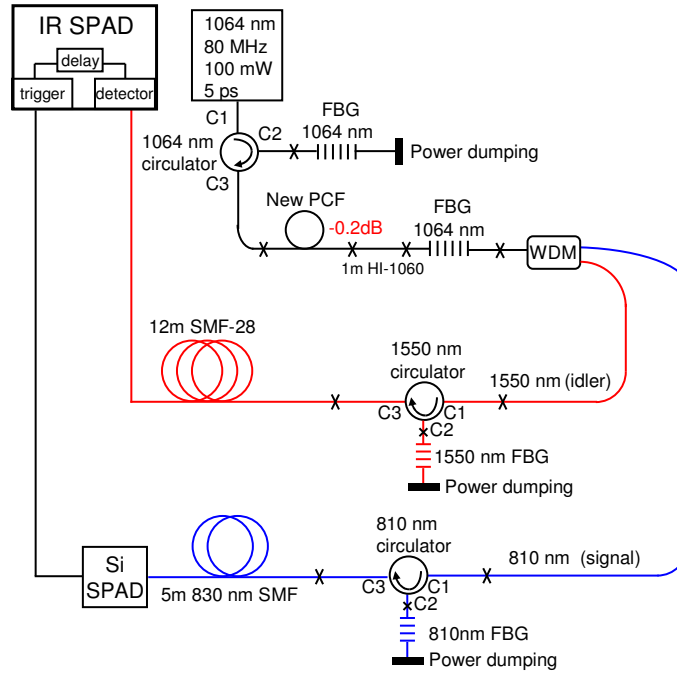 IR SPAD
delay
trigger
detector
1064 nm
80 MHz
100 mW
5 ps
C1
C2
C3
1064 nm
circulator
FBG
1064 nm
Power dumping
New PCF
-0.2dB
1m HI-1060
FBG
1064 nm
WDM
12m SMF-28
1550 nm
circulator
C3
C1
C2
1550 nm (idler)
1550 nm FBG
Power dumping
Si
SPAD
5m 830 nm SMF
810 nm
circulator
C3
C1
C2
810 nm (signal)
810nm FBG
Power dumping